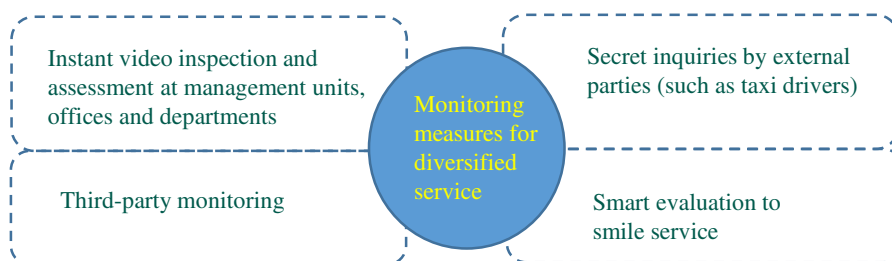 Instant video inspection and
assessment at management units,
offices and departments
Secret inquiries by external
parties (such as taxi drivers)
Monitoring
measures for
diversified
service
Third-party monitoring
Smart evaluation to
smile service